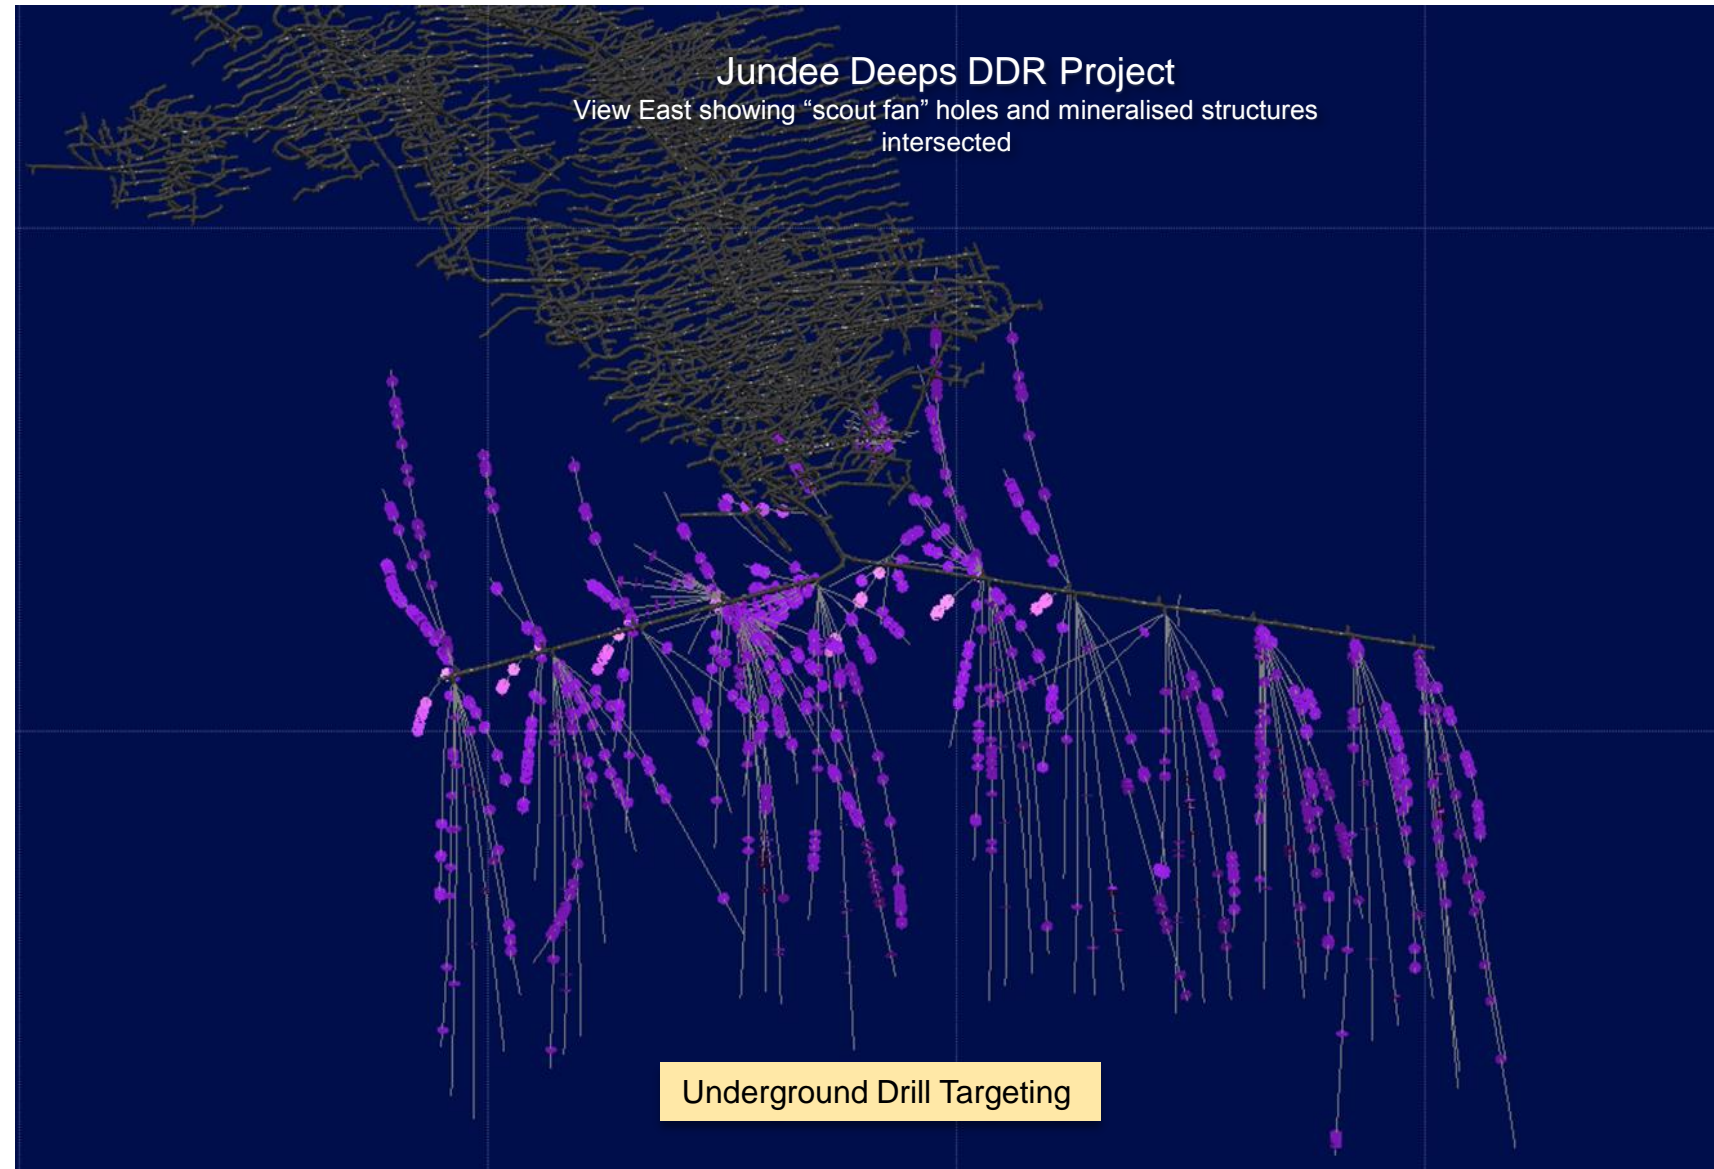 Jundee Deeps DDR Project
View East showing “scout fan” holes and mineralised structures
intersected
Underground Drill Targeting